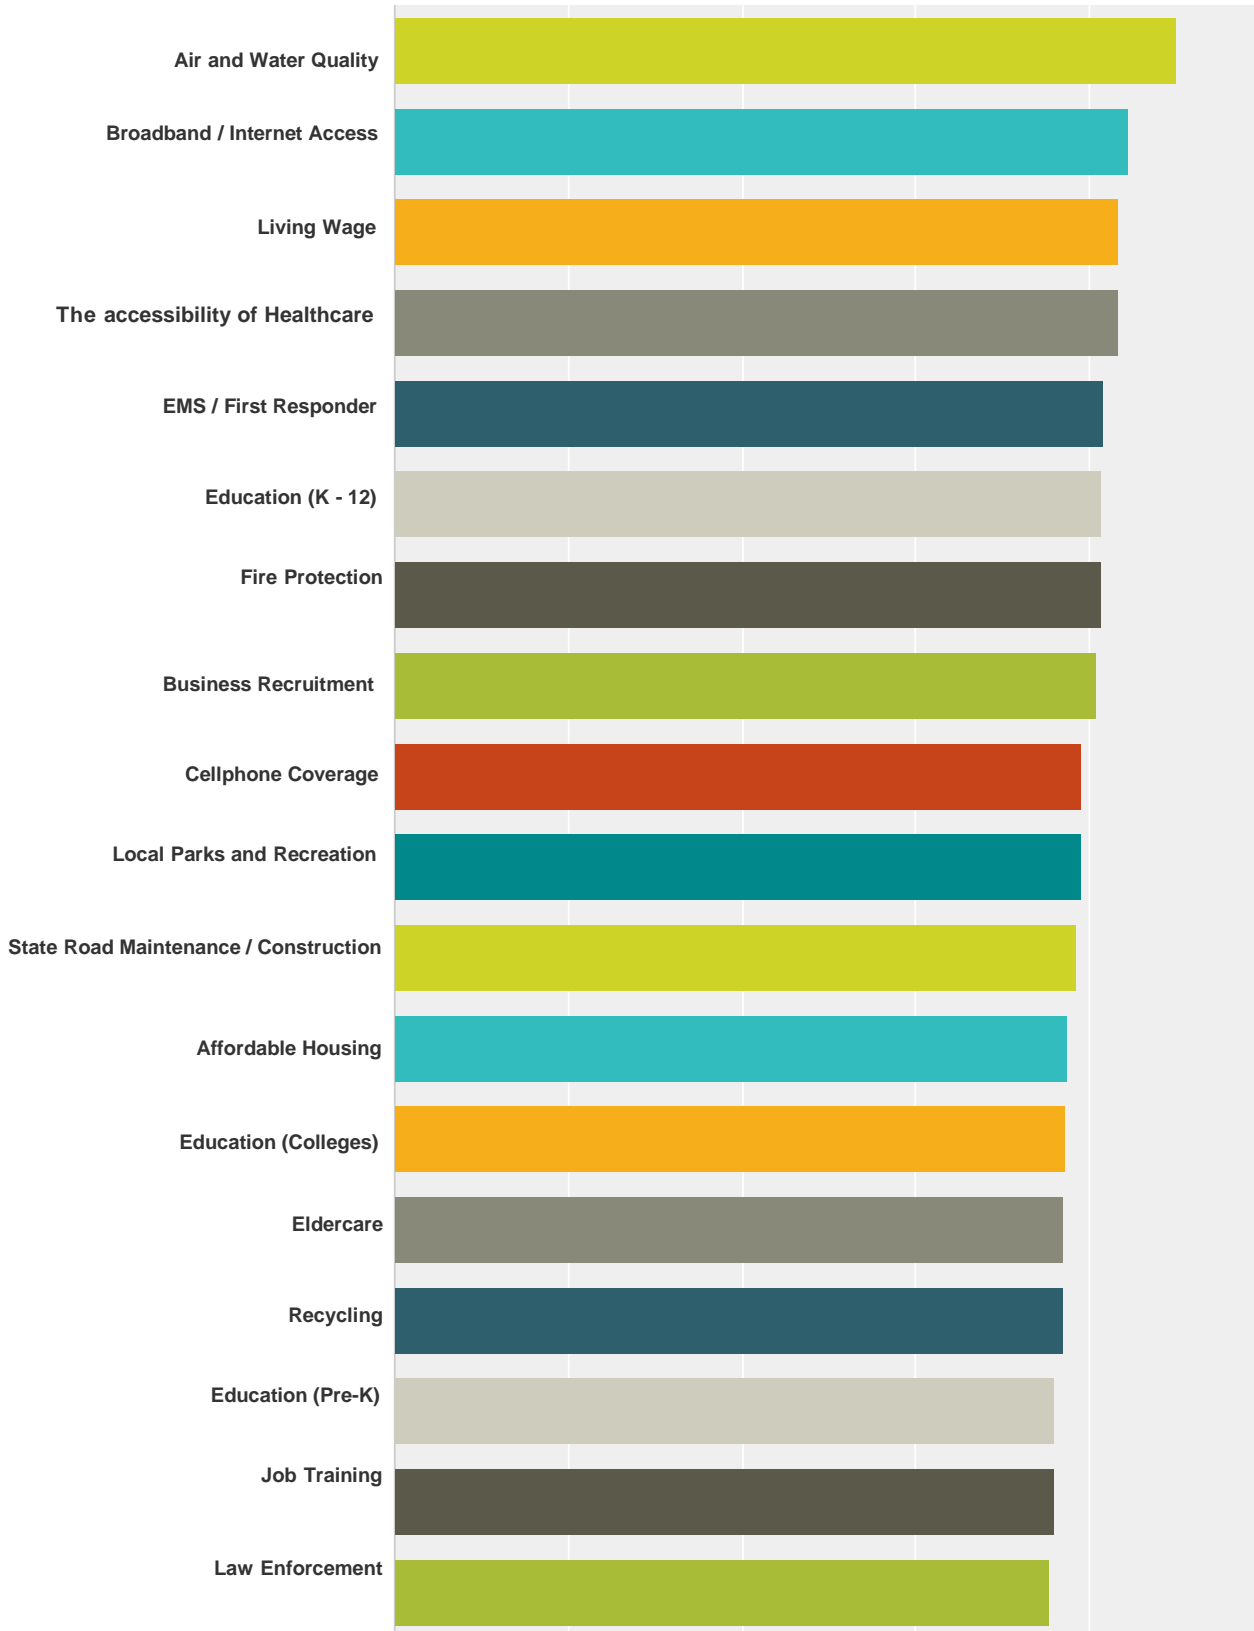 Air and Water Quality
Broadband / Internet Access
Living Wage
The accessibility of Healthcare
EMS / First Responder
Education (K - 12)
Fire Protection
Business Recruitment
Cellphone Coverage
Local Parks and Recreation
State Road Maintenance / Construction
Affordable Housing
Education (Colleges)
Eldercare
Recycling
Education (Pre-K)
Job Training
Law Enforcement